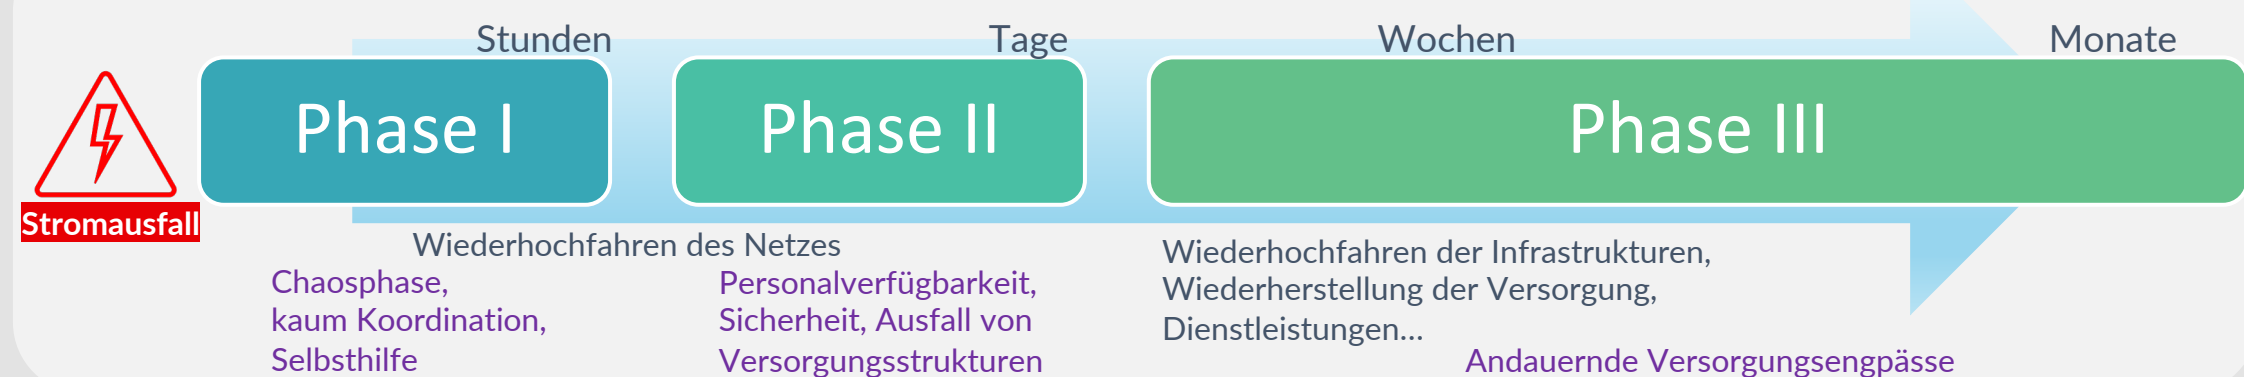 Stunden
Tage
Wochen
Monate
Phase I
Phase II
Phase III
Stromausfall
Wiederhochfahren des Netzes
Chaosphase,
kaum Koordination,
Selbsthilfe
Personalverfügbarkeit,
Sicherheit, Ausfall von
Versorgungsstrukturen
Wiederhochfahren der Infrastrukturen,
Wiederherstellung der Versorgung,
Dienstleistungen...
Andauernde Versorgungsengpässe